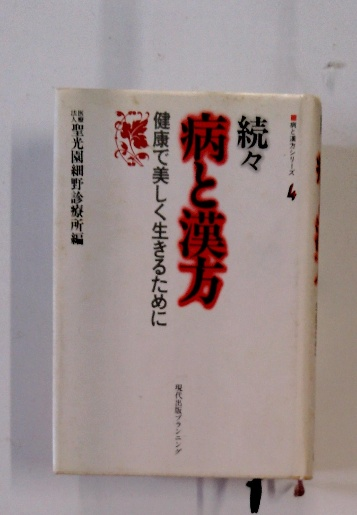 ■病と漢方シリーズ 4
続々
病と漢方
健康で美しく生きるために
医療法人 聖光園細野診療所編
現代出版プランニング